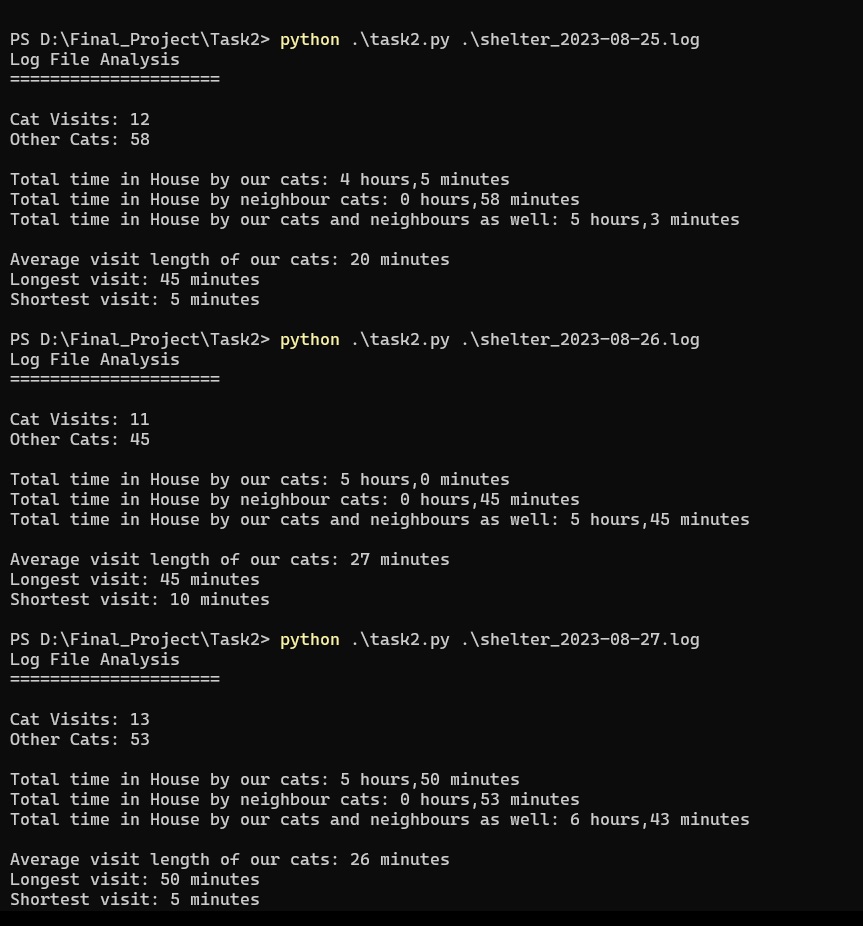 PS D:\Final_Project\Task2> python .\task2.py .\shelter_2023-08-25.log
Log File Analysis
=====================
Cat Visits: 12
Other Cats: 58
Total time in House by our cats: 4 hours,5 minutes
Total time in House by neighbour cats: 0 hours,58 minutes
Total time in House by our cats and neighbours as well: 5 hours,3 minutes
Average visit length of our cats: 20 minutes
Longest visit: 45 minutes
Shortest visit: 5 minutes
PS D:\Final_Project\Task2> python .\task2.py .\shelter_2023-08-26.log
Log File Analysis
=====================
Cat Visits: 11
Other Cats: 45
Total time in House by our cats: 5 hours,0 minutes
Total time in House by neighbour cats: 0 hours,45 minutes
Total time in House by our cats and neighbours as well: 5 hours,45 minutes
Average visit length of our cats: 27 minutes
Longest visit: 45 minutes
Shortest visit: 10 minutes
PS D:\Final_Project\Task2> python .\task2.py .\shelter_2023-08-27.log
Log File Analysis
=====================
Cat Visits: 13
Other Cats: 53
Total time in House by our cats: 5 hours,50 minutes
Total time in House by neighbour cats: 0 hours,53 minutes
Total time in House by our cats and neighbours as well: 6 hours,43 minutes
Average visit length of our cats: 26 minutes
Longest visit: 50 minutes
Shortest visit: 5 minutes